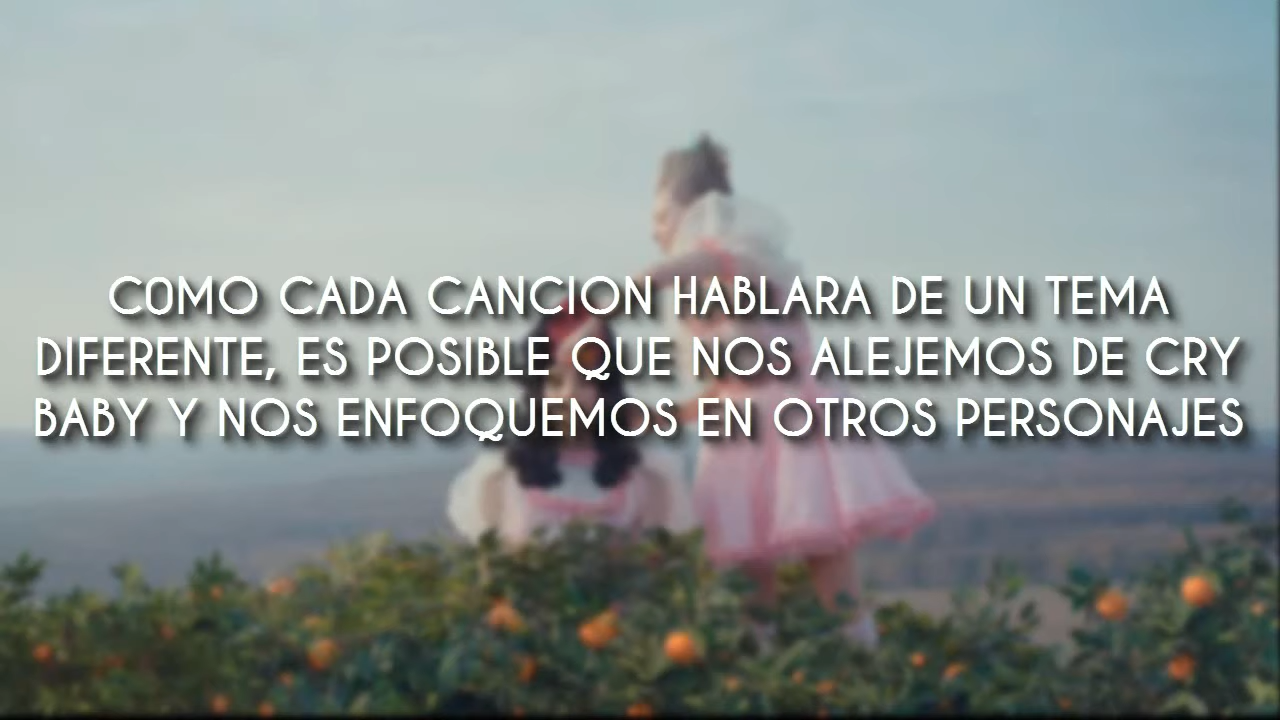 COMO CADA CANCION HABLARA DE UN TEMA
DIFERENTE, ES POSIBLE QUE NOS ALEJEMOS DE CRY
BABY Y NOS ENFOQUEMOS EN OTROS PERSONAJES